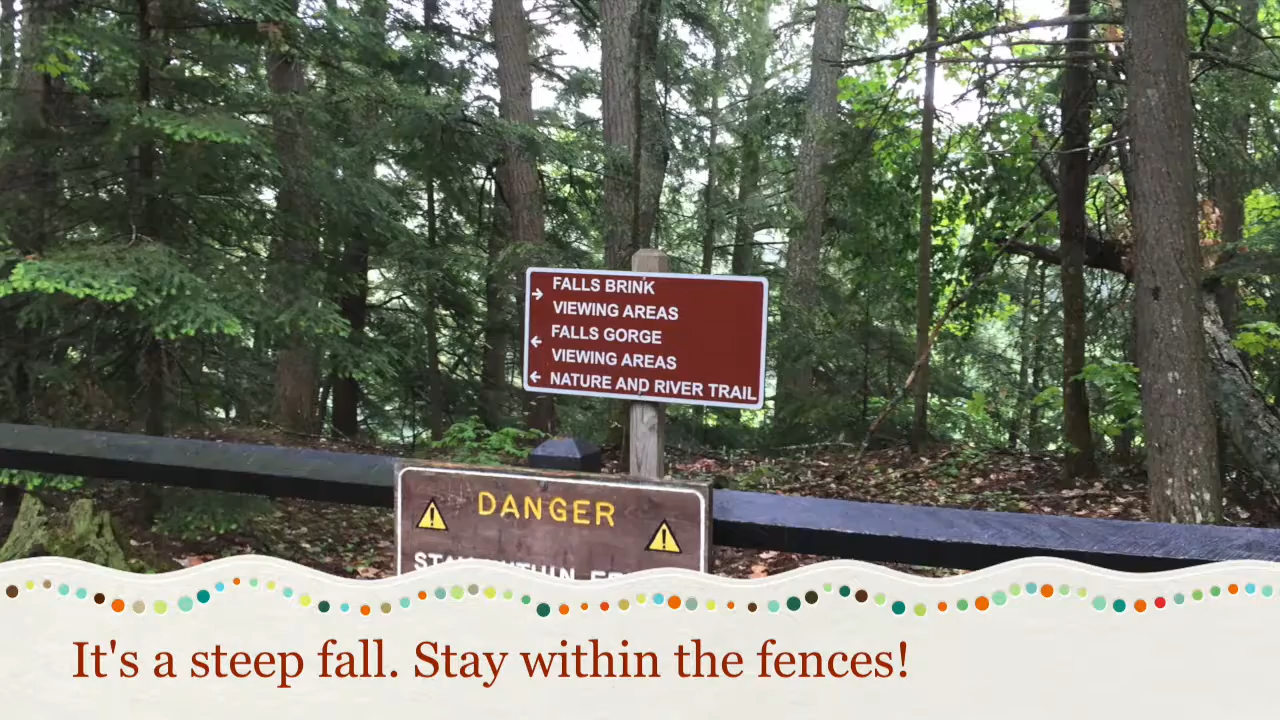 FALLS BRINK
VIEWING AREAS
FALLS GORGE
VIEWING AREAS
NATURE AND RIVER TRAIL
DANGER
It's a steep fall. Stay within the fences!